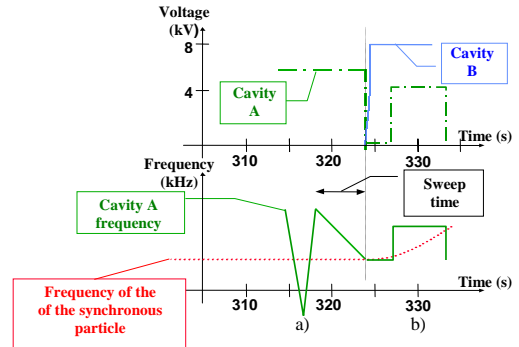 Voltage
(kV)
8
4
Cavity
A
Cavity
B
Time (s)
310
320
330
Frequency
(kHz)
Cavity A
frequency
Sweep
time
Frequency of the
of the synchronous
particle
Time (s)
310
320
330
a)
b)